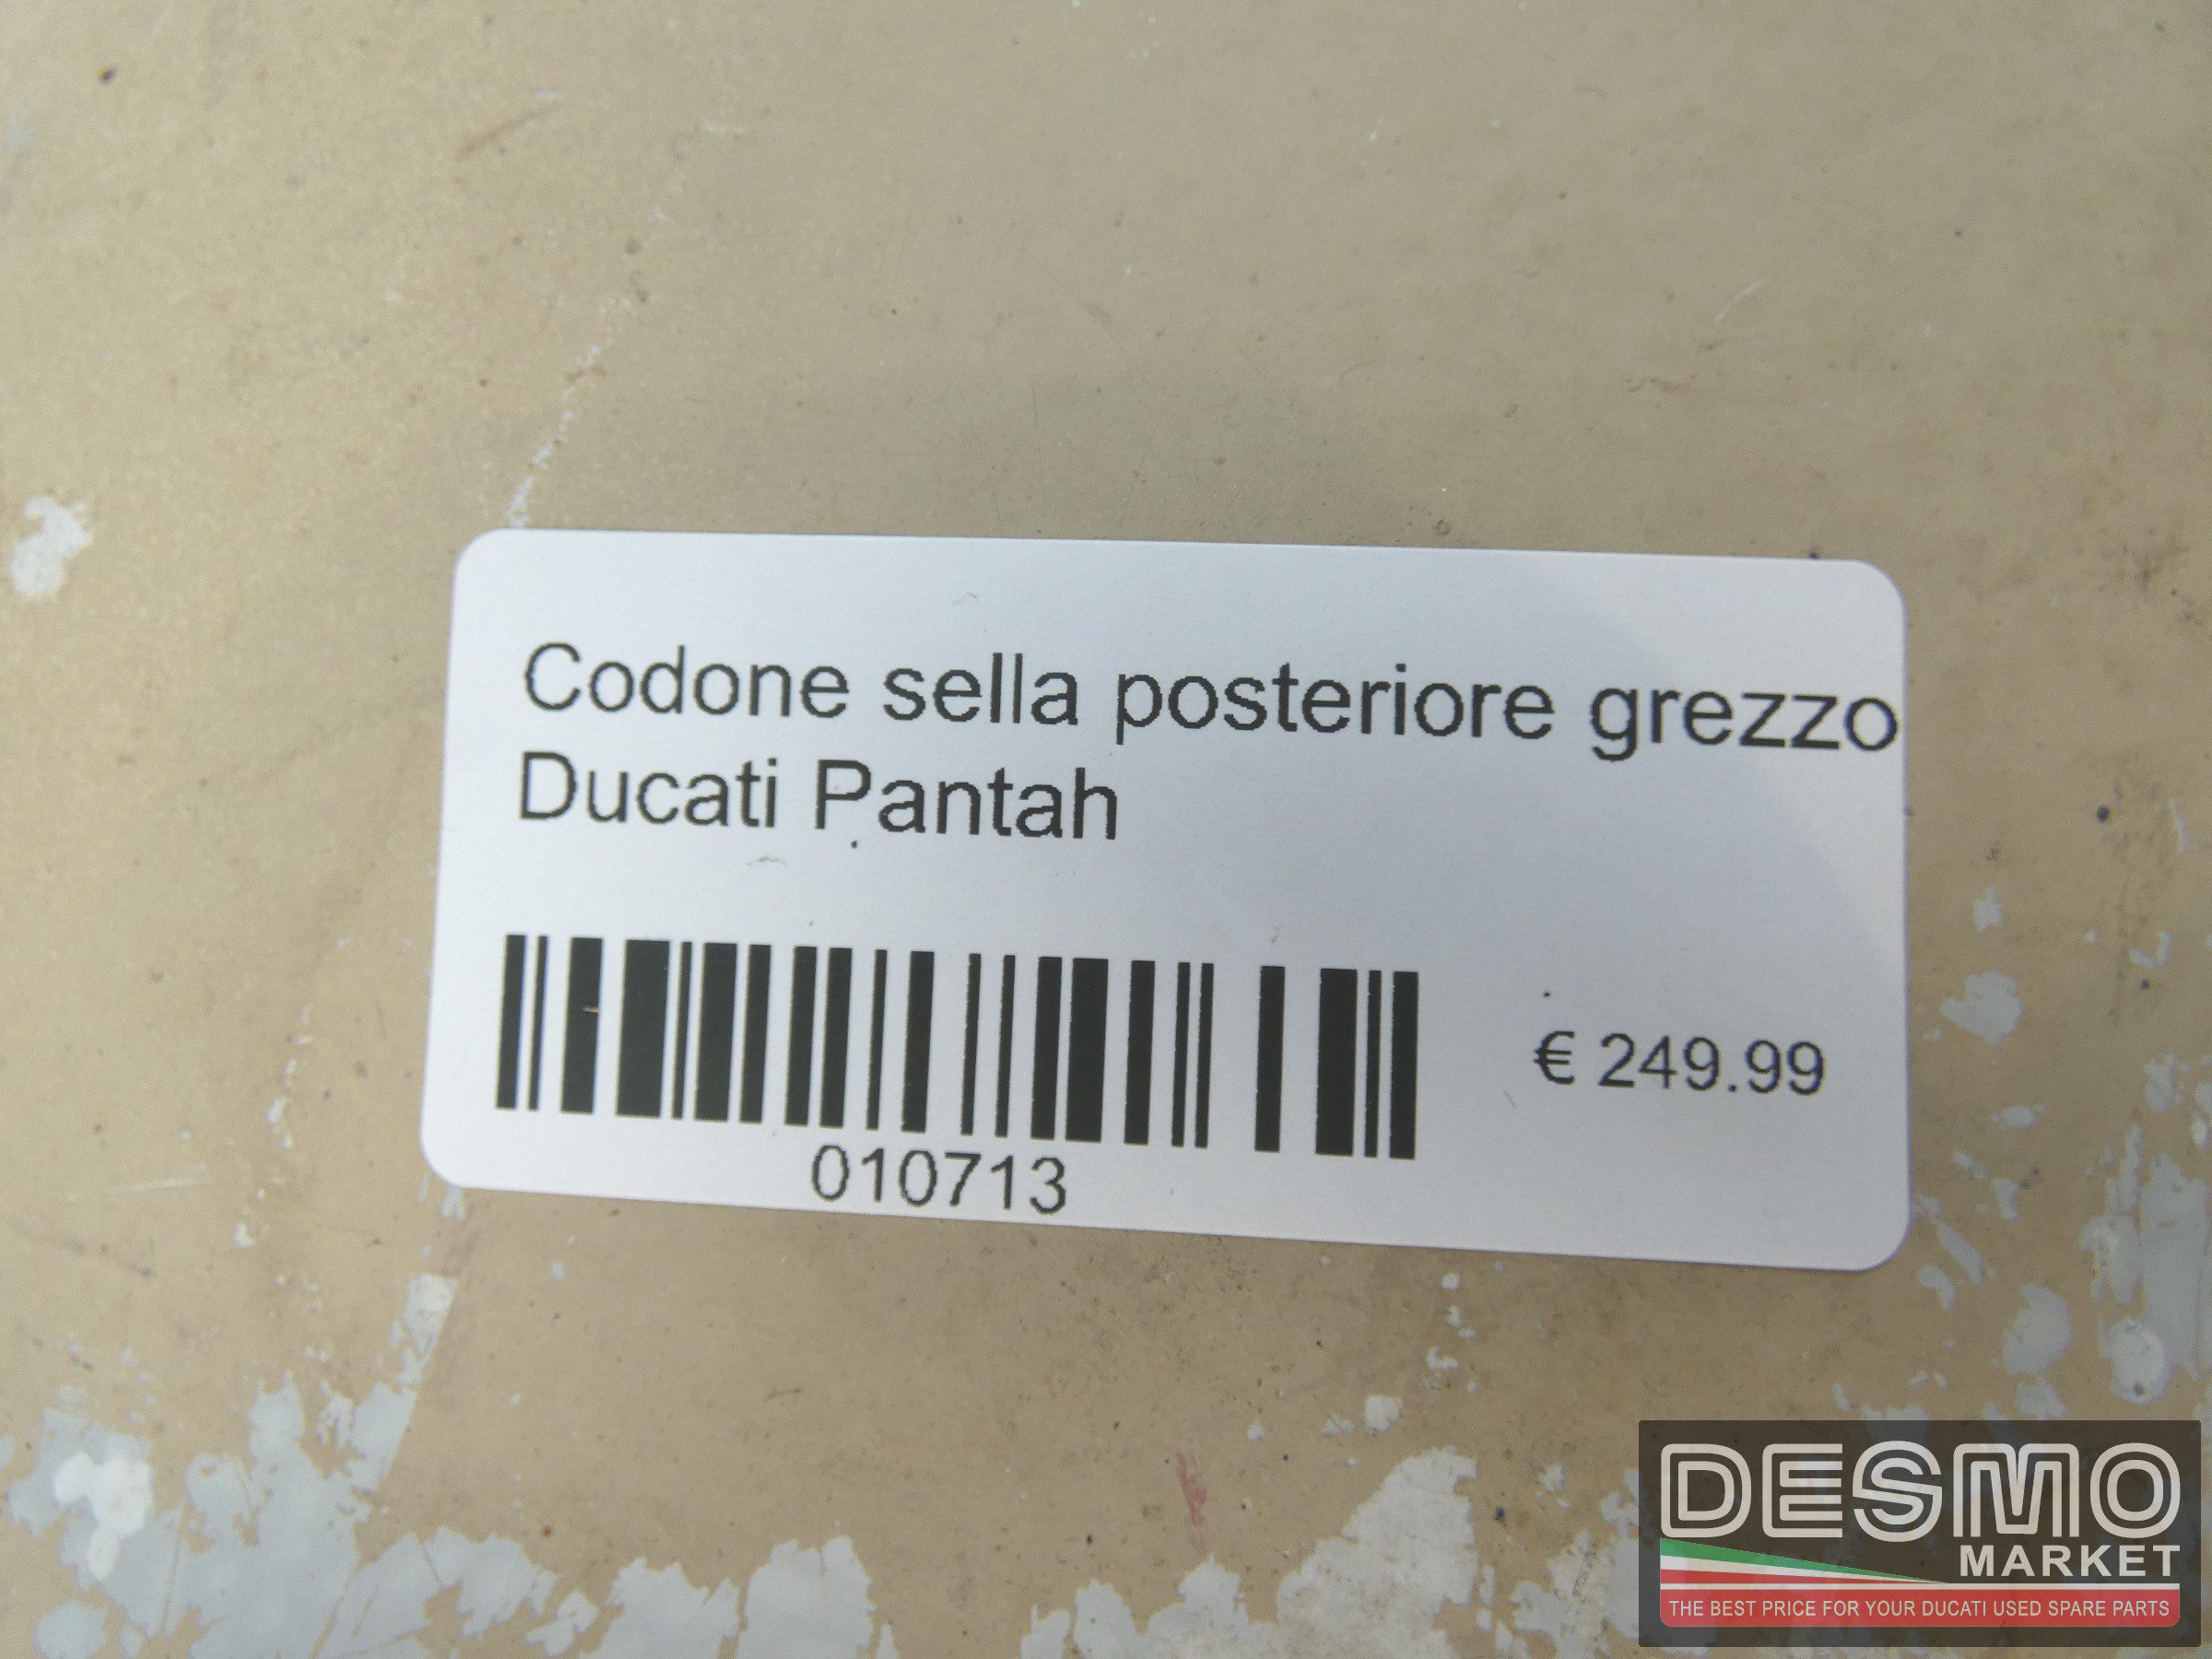 Codone sella posteriore grezzo
Ducati Pantah
€ 249.99
010713
DESMO
MARKET
THE BEST PRICE FOR YOUR DUCATI USED SPARE PARTS